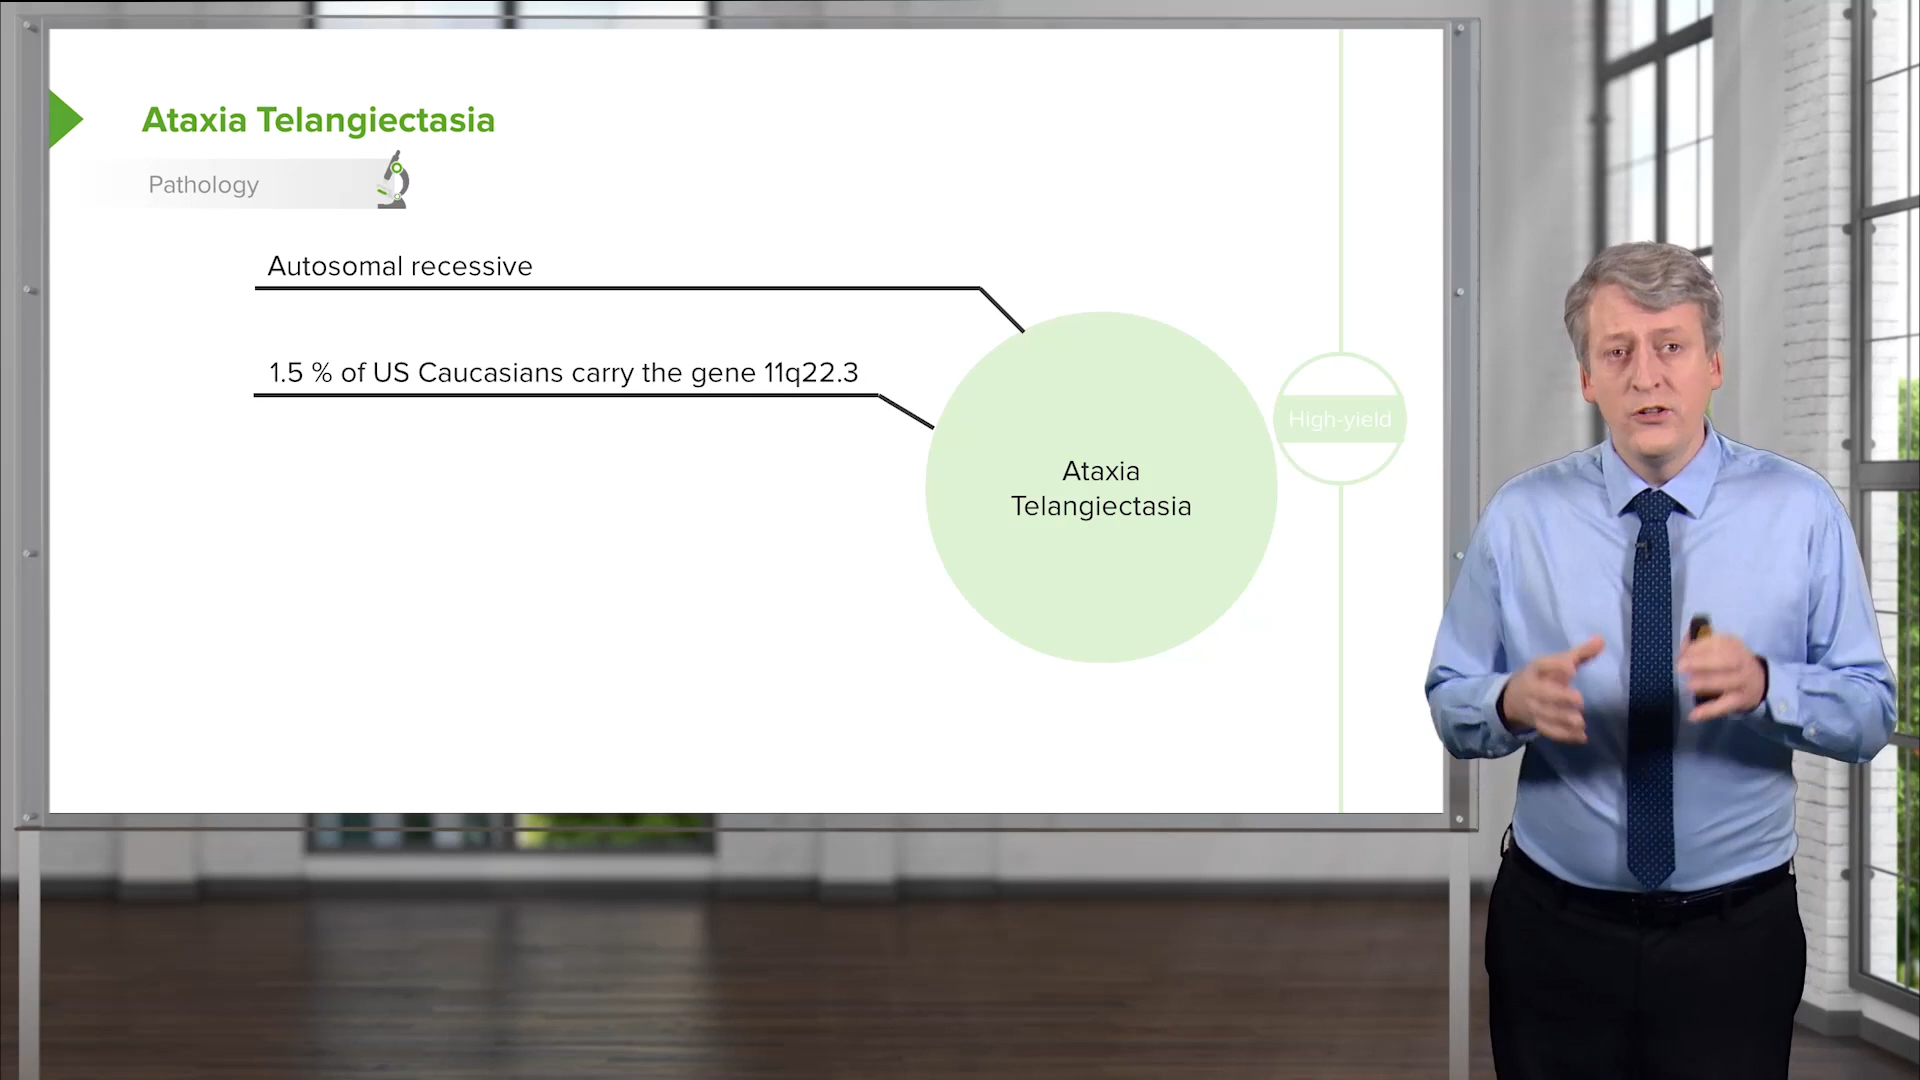 Ataxia Telangiectasia
Pathology
Autosomal recessive
1.5 % of US Caucasians carry the gene 11q22.3
Ataxia
Telangiectasia
High-yield